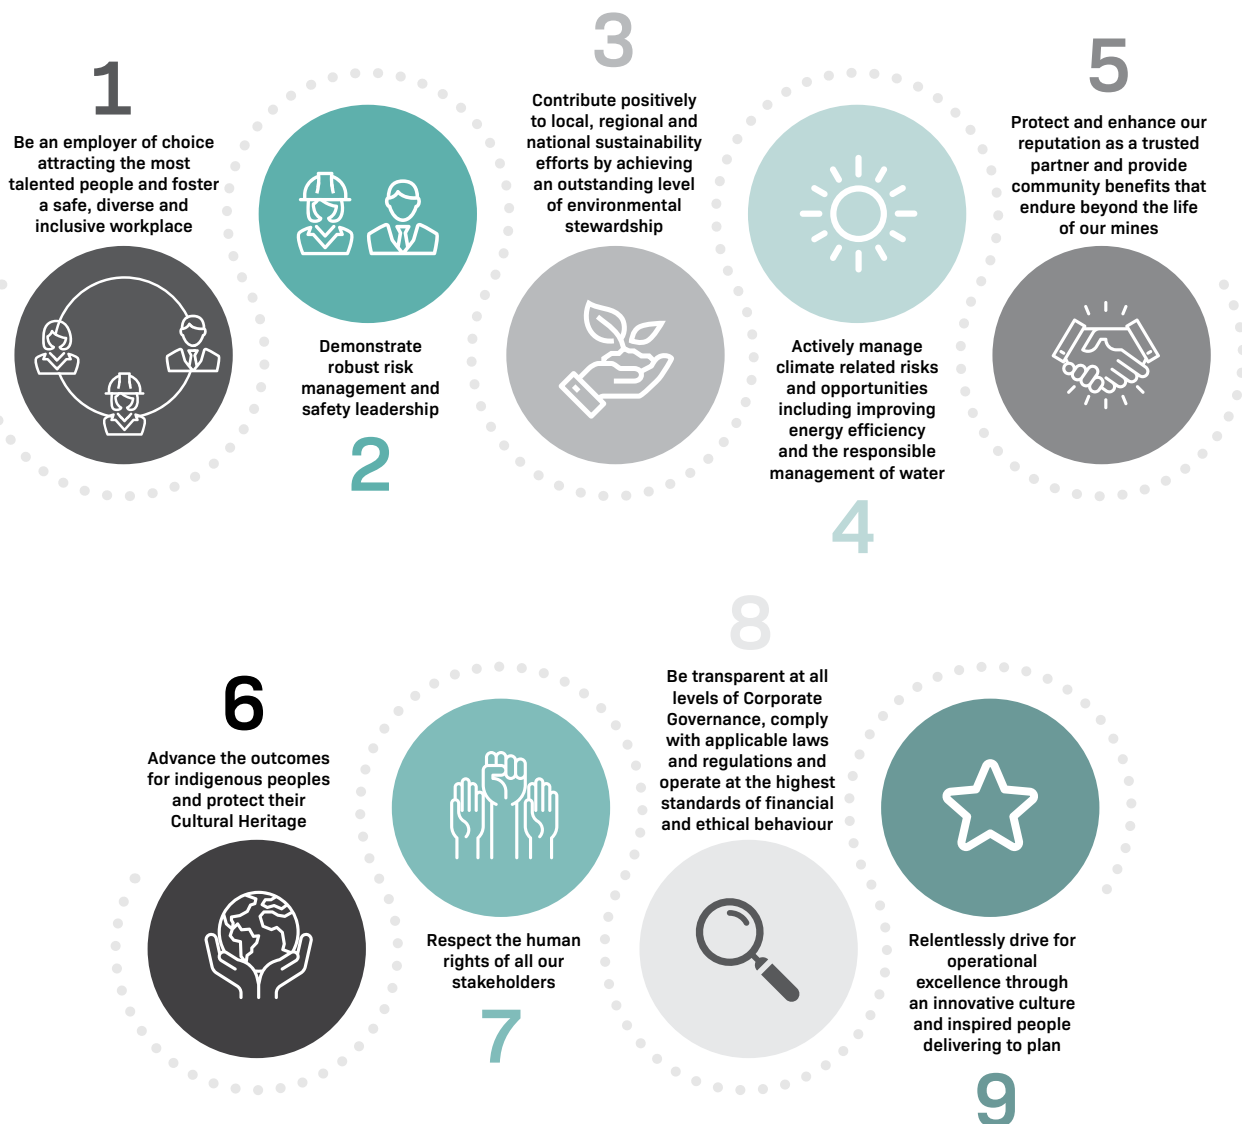 1
Be an employer of choice
attracting the most
talented people and foster
a safe, diverse and
inclusive workplace
Demonstrate
robust risk
management and
safety leadership
2
3
Contribute positively
to local, regional and
national sustainability
efforts by achieving
an outstanding level
of environmental
stewardship
Actively manage
climate related risks
and opportunities
including improving
energy efficiency
and the responsible
management of water
4
5
Protect and enhance our
reputation as a trusted
partner and provide
community benefits that
endure beyond the life
of our mines
6
Advance the outcomes
for indigenous peoples
and protect their
Cultural Heritage
Respect the human
rights of all our
stakeholders
7
8
Be transparent at all
levels of Corporate
Governance, comply
with applicable laws
and regulations and
operate at the highest
standards of financial
and ethical behaviour
Relentlessly drive for
operational
excellence through
an innovative culture
and inspired people
delivering to plan
9